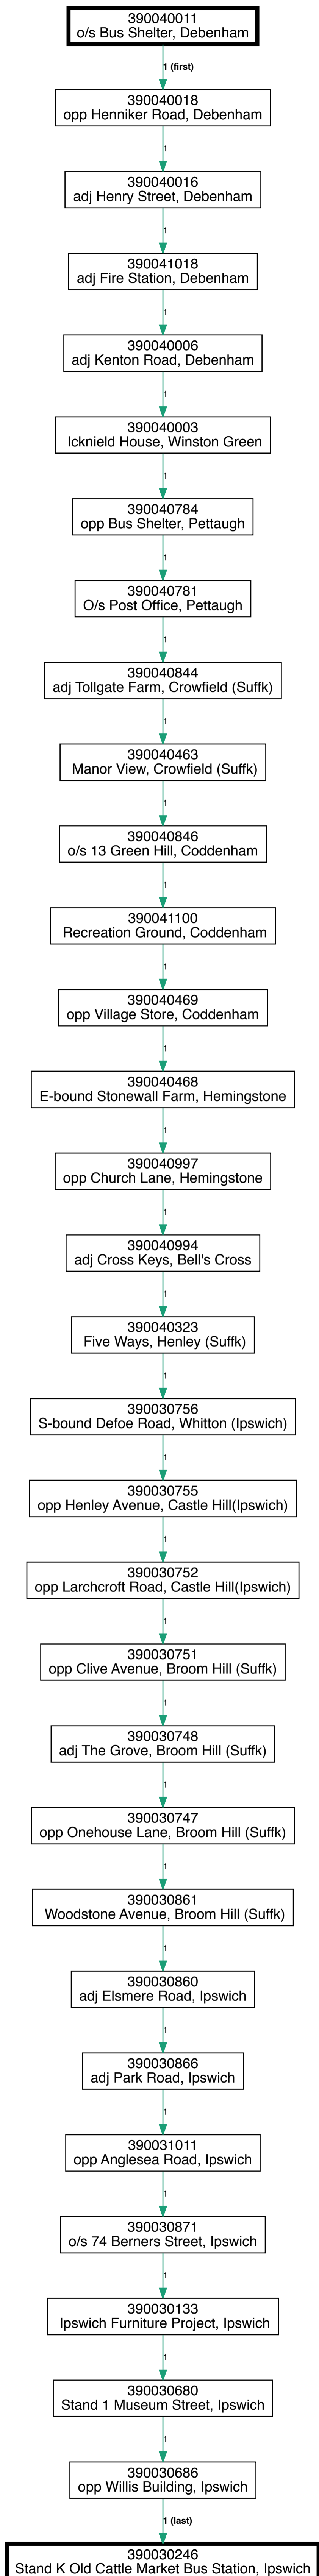 390040011
o/s Bus Shelter, Debenham
1 (first)
390040018
opp Henniker Road, Debenham
1
390040016
adj Henry Street, Debenham
1
390041018
adj Fire Station, Debenham
1
390040006
adj Kenton Road, Debenham
1
390040003
Icknield House, Winston Green
1
390040784
opp Bus Shelter, Pettaugh
1
390040781
O/s Post Office, Pettaugh
1
390040844
adj Tollgate Farm, Crowfield (Suffk)
1
390040463
Manor View, Crowfield (Suffk)
1
390040846
o/s 13 Green Hill, Coddenham
1
390041100
Recreation Ground, Coddenham
1
390040469
opp Village Store, Coddenham
1
390040468
E-bound Stonewall Farm, Hemingstone
1
390040997
opp Church Lane, Hemingstone
1
390040994
adj Cross Keys, Bell's Cross
1
390040323
Five Ways, Henley (Suffk)
1
390030756
S-bound Defoe Road, Whitton (Ipswich)
1
390030755
opp Henley Avenue, Castle Hill(Ipswich)
1
390030752
opp Larchcroft Road, Castle Hill(Ipswich)
1
390030751
opp Clive Avenue, Broom Hill (Suffk)
1
390030748
adj The Grove, Broom Hill (Suffk)
1
390030747
opp Onehouse Lane, Broom Hill (Suffk)
1
390030861
Woodstone Avenue, Broom Hill (Suffk)
1
390030860
adj Elsmere Road, Ipswich
1
390030866
adj Park Road, Ipswich
1
390031011
opp Anglesea Road, Ipswich
1
390030871
o/s 74 Berners Street, Ipswich
1
390030133
Ipswich Furniture Project, Ipswich
1
390030680
Stand 1 Museum Street, Ipswich
1
390030686
opp Willis Building, Ipswich
1 (last)
390030246
Stand K Old Cattle Market Bus Station, Ipswich